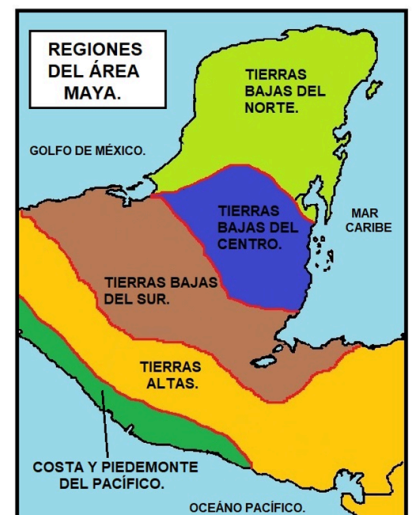 REGIONES
DEL ÁREA
MAYA.
TIERRAS
BAJAS DEL
NORTE.
GOLFO DE MÉXICO.
MAR
CARIBE
TIERRAS
BAJAS DEL
CENTRO.
TIERRAS BAJAS
DEL SUR.
TIERRAS
ALTAS.
COSTA Y PIEDEMONTE
DEL PACÍFICO.
OCEÁNO PACÍFICO.